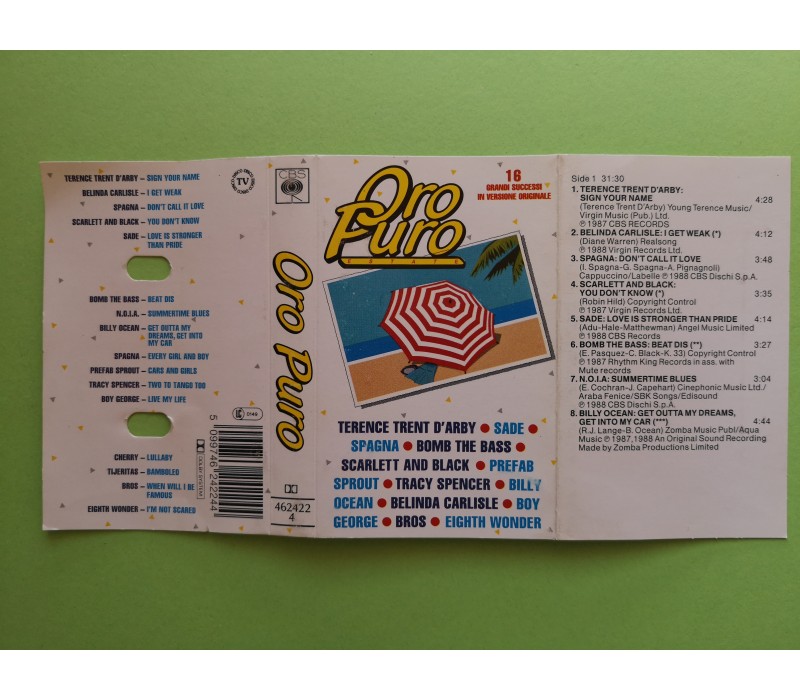 TERENCE TRENT D'ARBY – SIGN YOUR NAME
BELINDA CARLISLE – I GET WEAK
SPAGNA – DON'T CALL IT LOVE
SCARLETT AND BLACK – YOU DON'T KNOW
SADE – LOVE IS STRONGER
THAN PRIDE
BOMB THE BASS – BEAT DIS
N.O.I.A. – SUMMERTIME BLUES
BILLY OCEAN – GET OUTTA MY
DREAMS, GET INTO
MY CAR
SPAGNA – EVERY GIRL AND BOY
PREFAB SPROUT – CARS AND GIRLS
TRACY SPENCER – TWO TO TANGO TOO
BOY GEORGE – LIVE MY LIFE
CHERRY – LULLABY
TIJERITAS – BAMBOLEO
BROS – WHEN WILL I BE
FAMOUS
EIGHTH WONDER – I'M NOT SCARED
TV
0149
DOLBY SYSTEM
5 099746 242244
CBS
Oro Puro
462422
4
Oro
Puro
ESTATE
16
GRANDI SUCCESSI
IN VERSIONE ORIGINALE
TERENCE TRENT D'ARBY • SADE •
SPAGNA • BOMB THE BASS •
SCARLETT AND BLACK • PREFAB
SPROUT • TRACY SPENCER • BILLY
OCEAN • BELINDA CARLISLE • BOY
GEORGE • BROS • EIGHTH WONDER
Side 1 31:30
1. TERENCE TRENT D'ARBY:
SIGN YOUR NAME 4:28
(Terence Trent D'Arby) Young Terence Music/
Virgin Music (Pub.) Ltd.
℗ 1987 CBS RECORDS
2. BELINDA CARLISLE: I GET WEAK (*) 4:12
(Diane Warren) Realsong
℗ 1988 Virgin Records Ltd.
3. SPAGNA: DON'T CALL IT LOVE 3:48
(I. Spagna-G. Spagna-A. Pignagnoli)
Cappuccino/Labelle ℗ 1988 CBS Dischi S.p.A.
4. SCARLETT AND BLACK:
YOU DON'T KNOW (*) 3:35
(Robin Hild) Copyright Control
℗ 1987 Virgin Records Ltd.
5. SADE: LOVE IS STRONGER THAN PRIDE 4:14
(Adu-Hale-Matthewman) Angel Music Limited
℗ 1988 CBS Records
6. BOMB THE BASS: BEAT DIS (**) 3:27
(E. Pasquez-C. Black-K. 33) Copyright Control
℗ 1987 Rhythm King Records in ass. with
Mute records
7. N.O.I.A: SUMMERTIME BLUES 3:04
(E. Cochran-J. Capehart) Cinephonic Music Ltd./
Araba Fenice/SBK Songs/Edisound
℗ 1988 CBS Dischi S.p.A.
8. BILLY OCEAN: GET OUTTA MY DREAMS,
GET INTO MY CAR (***) 4:44
(R.J. Lange-B. Ocean) Zomba Music Publ/Aqua
Music ℗ 1987,1988 An Original Sound Recording
Made by Zomba Productions Limited